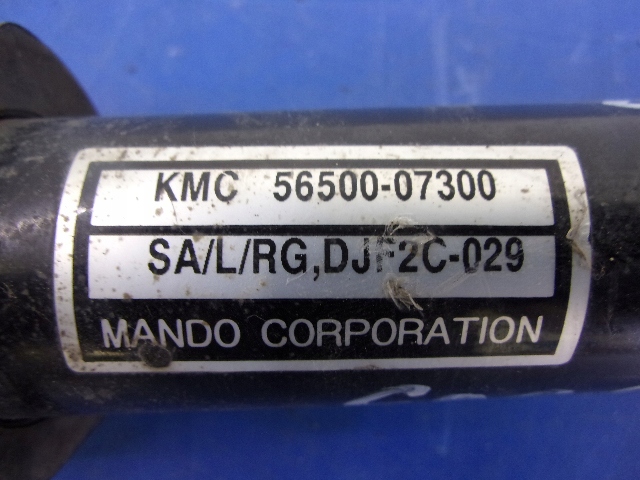 KMC 56500-07300
SA/L/RG,DJF2C-029
MANDO CORPORATION